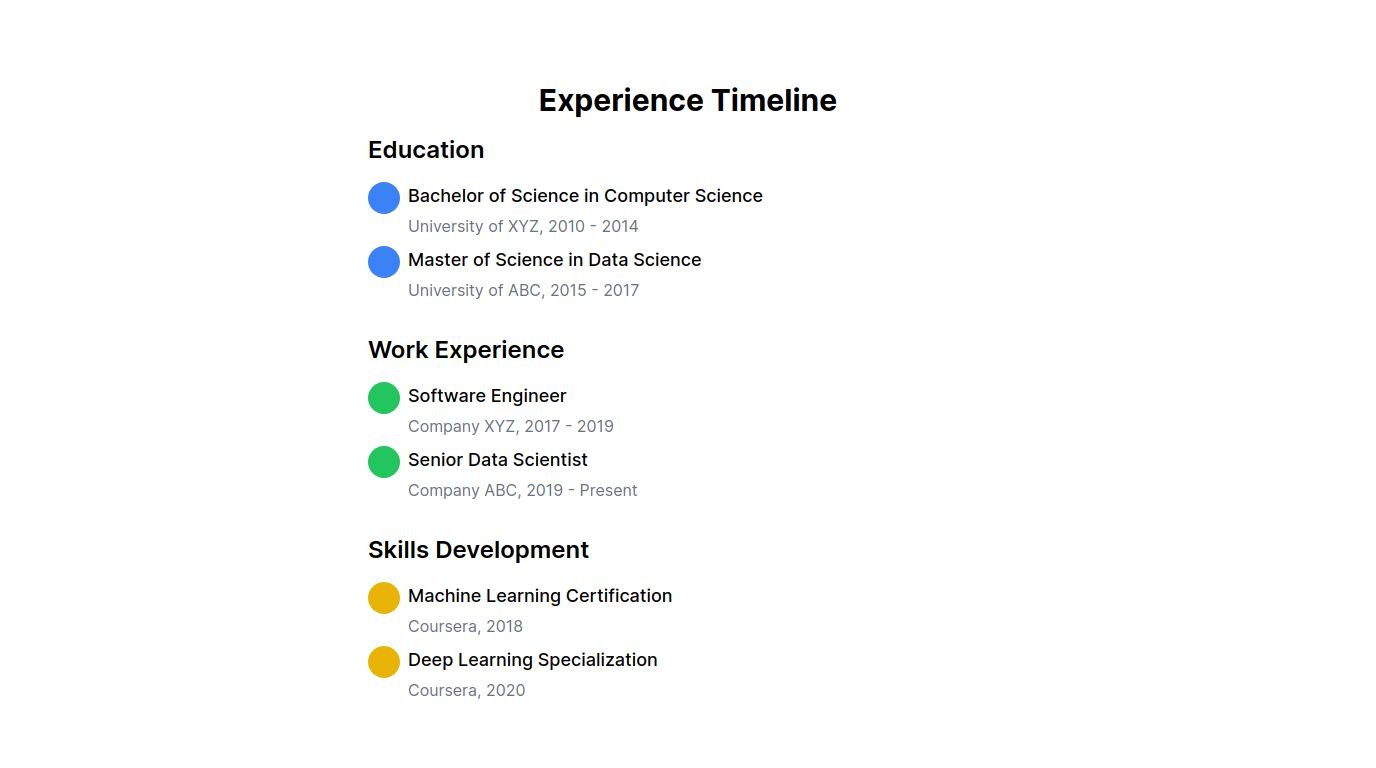 Experience Timeline
Education
Bachelor of Science in Computer Science
University of XYZ, 2010 - 2014
Master of Science in Data Science
University of ABC, 2015 - 2017
Work Experience
Software Engineer
Company XYZ, 2017 - 2019
Senior Data Scientist
Company ABC, 2019 - Present
Skills Development
Machine Learning Certification
Coursera, 2018
Deep Learning Specialization
Coursera, 2020